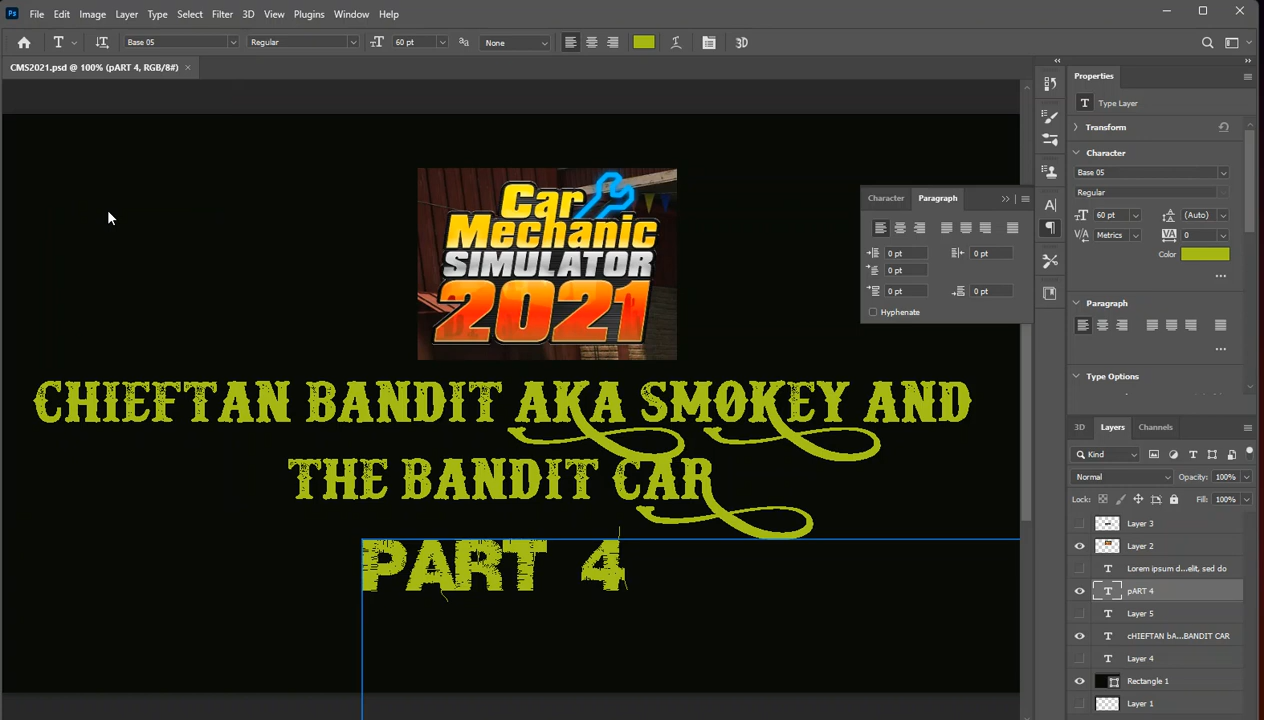 Ps File Edit Image Layer Type Select Filter 3D View Plugins Window Help
T Base 05 Regular 60 pt None 3D
CMS2021.psd @ 100% (pART 4, RGB/8#) ×
Properties
T Type Layer
Transform
Character
Base 05
Regular
60 pt (Auto)
Metrics 0
Color
Paragraph
Type Options
Character Paragraph
0 pt 0 pt
0 pt
0 pt 0 pt
Hyphenate
Car
Mechanic
SIMULATOR
2021
CHIEFTAN BANDIT AKA SMOKEY AND
THE BANDIT CAR
PART 4
3D Layers Channels
Kind
Normal Opacity: 100%
Lock: Fill: 100%
Layer 3
Layer 2
T Lorem ipsum d...elit, sed do
T pART 4
T Layer 5
T cHIEFTAN bA...BANDIT CAR
T Layer 4
Rectangle 1
Layer 1